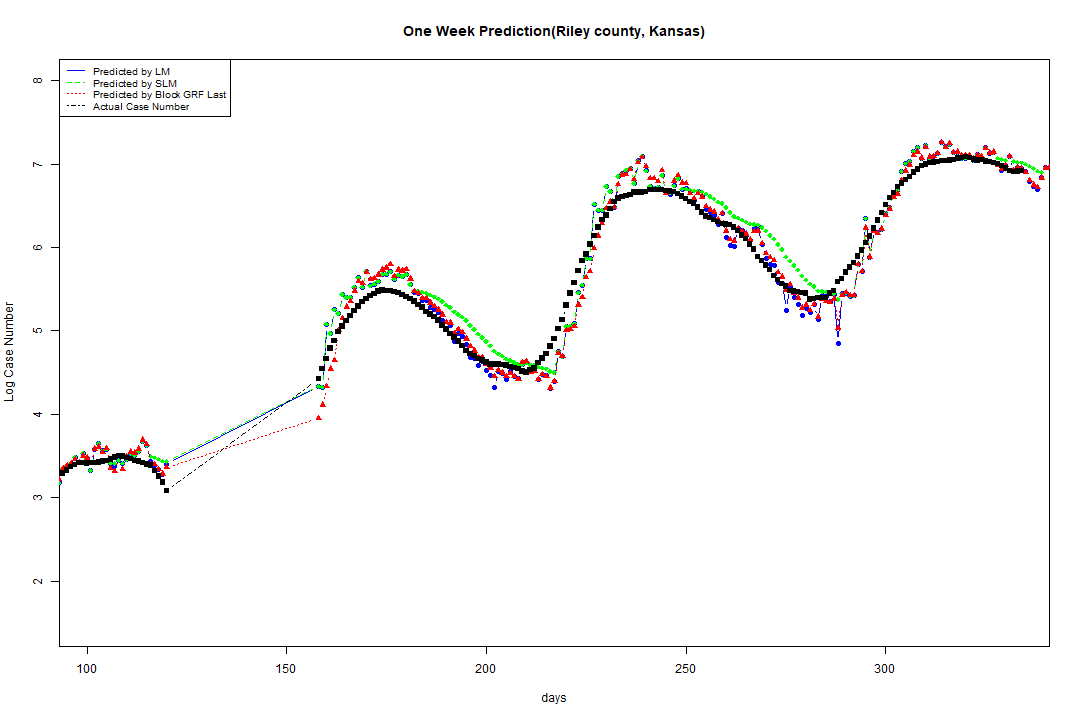 One Week Prediction(Riley county, Kansas)
Predicted by LM
Predicted by SLM
Predicted by Block GRF Last
Actual Case Number
Log Case Number
8
7
6
5
4
3
2
100 150 200 250 300
days